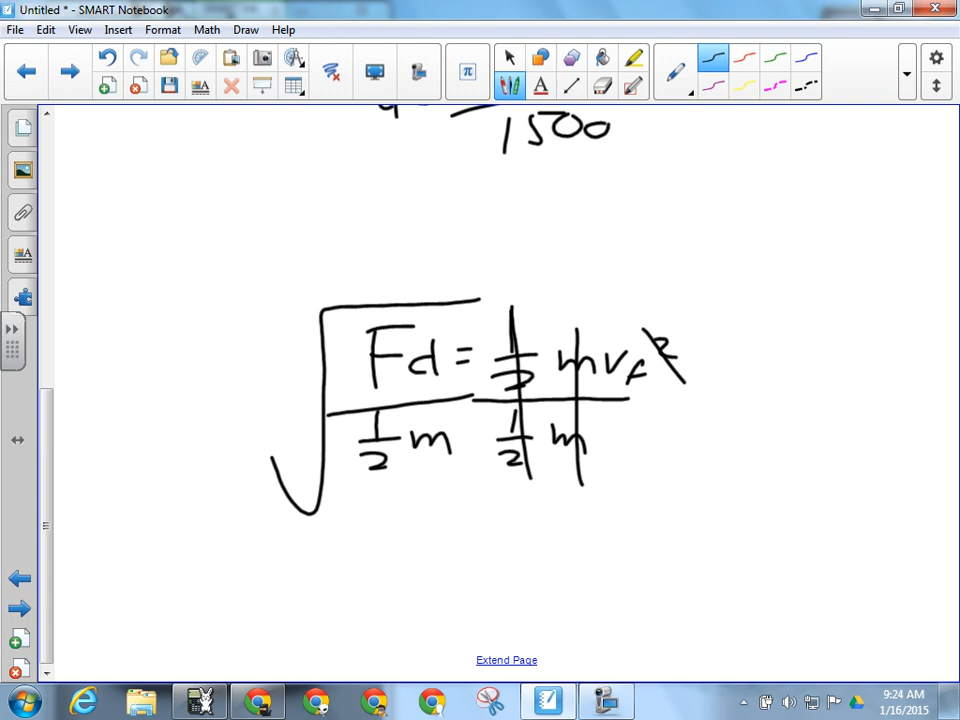 Untitled * - SMART Notebook
File Edit View Insert Format Math Draw Help
1500
Fd = 1/2 mvf²
1/2 m 1/2 m
Extend Page
9:24 AM
1/16/2015